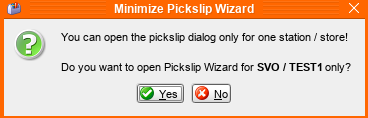 Minimize Pickslip Wizard
You can open the pickslip dialog only for one station / store!
Do you want to open Pickslip Wizard for SVO / TEST1 only?
Yes
No